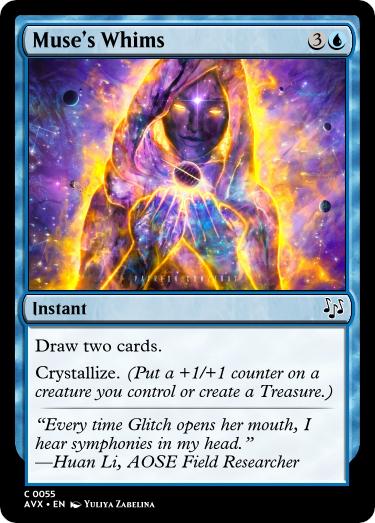 Muse's Whims 3
Instant
Draw two cards.
Crystallize. (Put a +1/+1 counter on a
creature you control or create a Treasure.)
"Every time Glitch opens her mouth, I
hear symphonies in my head."
—Huan Li, AOSE Field Researcher
C 0055
AVX • EN Yuliya Zabelina